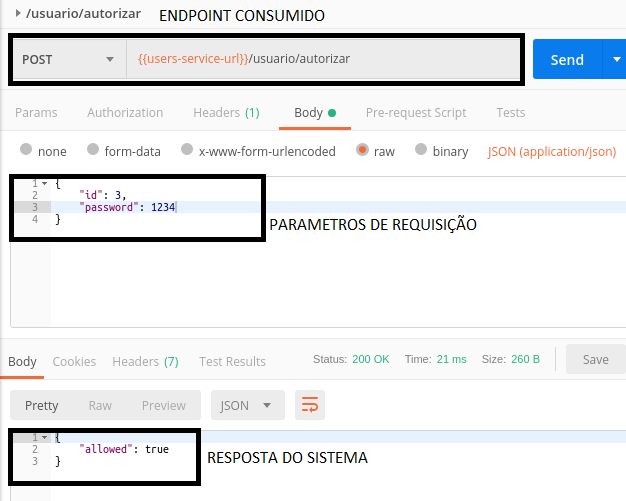 /usuario/autorizar ENDPOINT CONSUMIDO
POST {{users-service-url}}/usuario/autorizar Send
Params Authorization Headers (1) Body Pre-request Script Tests
none form-data x-www-form-urlencoded raw binary JSON (application/json)
1 {
2 "id": 3,
3 "password": 1234
4 }
PARAMETROS DE REQUISIÇÃO
Body Cookies Headers (7) Test Results Status: 200 OK Time: 21 ms Size: 260 B Save
Pretty Raw Preview JSON
1 {
2 "allowed": true
3 }
RESPOSTA DO SISTEMA